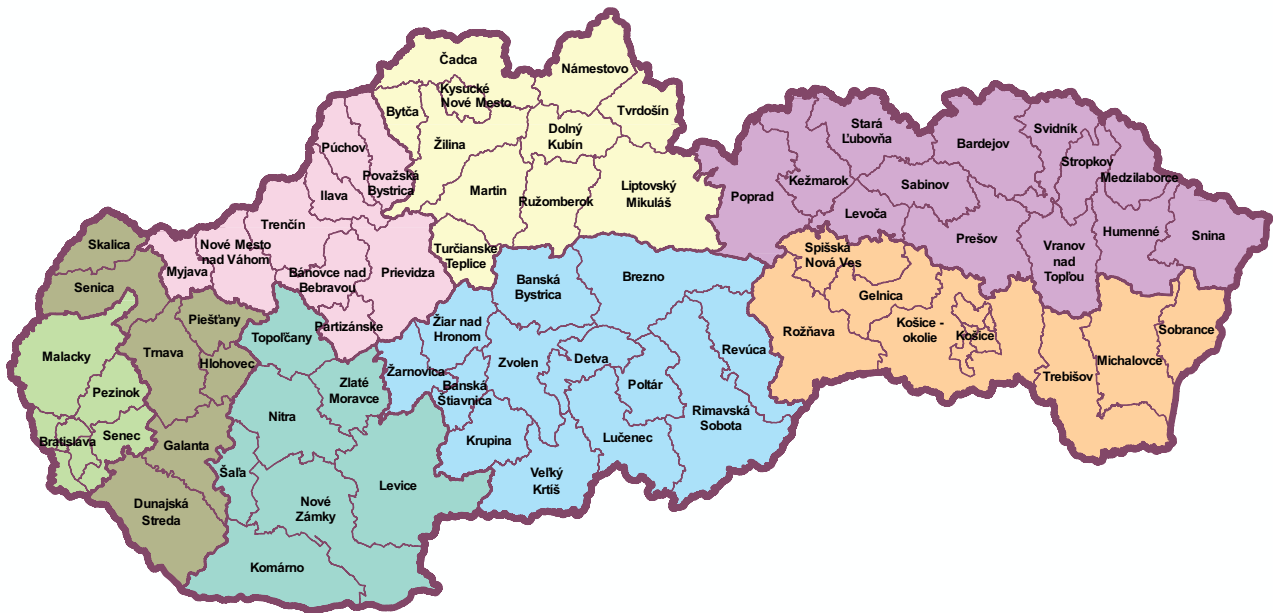 Čadca
Námestovo
Kysucké
Nové Mesto
Bytča
Tvrdošín
Dolný
Kubín
Žilina
Púchov
Považská
Bystrica
Ilava
Martin
Ružomberok
Liptovský
Mikuláš
Turčianske
Teplice
Stará
Ľubovňa
Bardejov
Svidník
Stropkov
Medzilaborce
Kežmarok
Poprad
Sabinov
Levoča
Prešov
Vranov
nad
Topľou
Humenné
Snina
Trenčín
Nové Mesto
nad Váhom
Myjava
Bánovce nad
Bebravou
Prievidza
Partizánske
Skalica
Senica
Piešťany
Trnava
Hlohovec
Galanta
Dunajská
Streda
Malacky
Pezinok
Senec
Bratislava
Topoľčany
Zlaté
Moravce
Nitra
Šaľa
Nové
Zámky
Levice
Komárno
Banská
Bystrica
Brezno
Žiar nad
Hronom
Žarnovica
Banská
Štiavnica
Zvolen
Detva
Poltár
Revúca
Rimavská
Sobota
Lučenec
Krupina
Veľký
Krtíš
Spišská
Nová Ves
Gelnica
Rožňava
Košice -
okolie
Košice
Trebišov
Michalovce
Sobrance